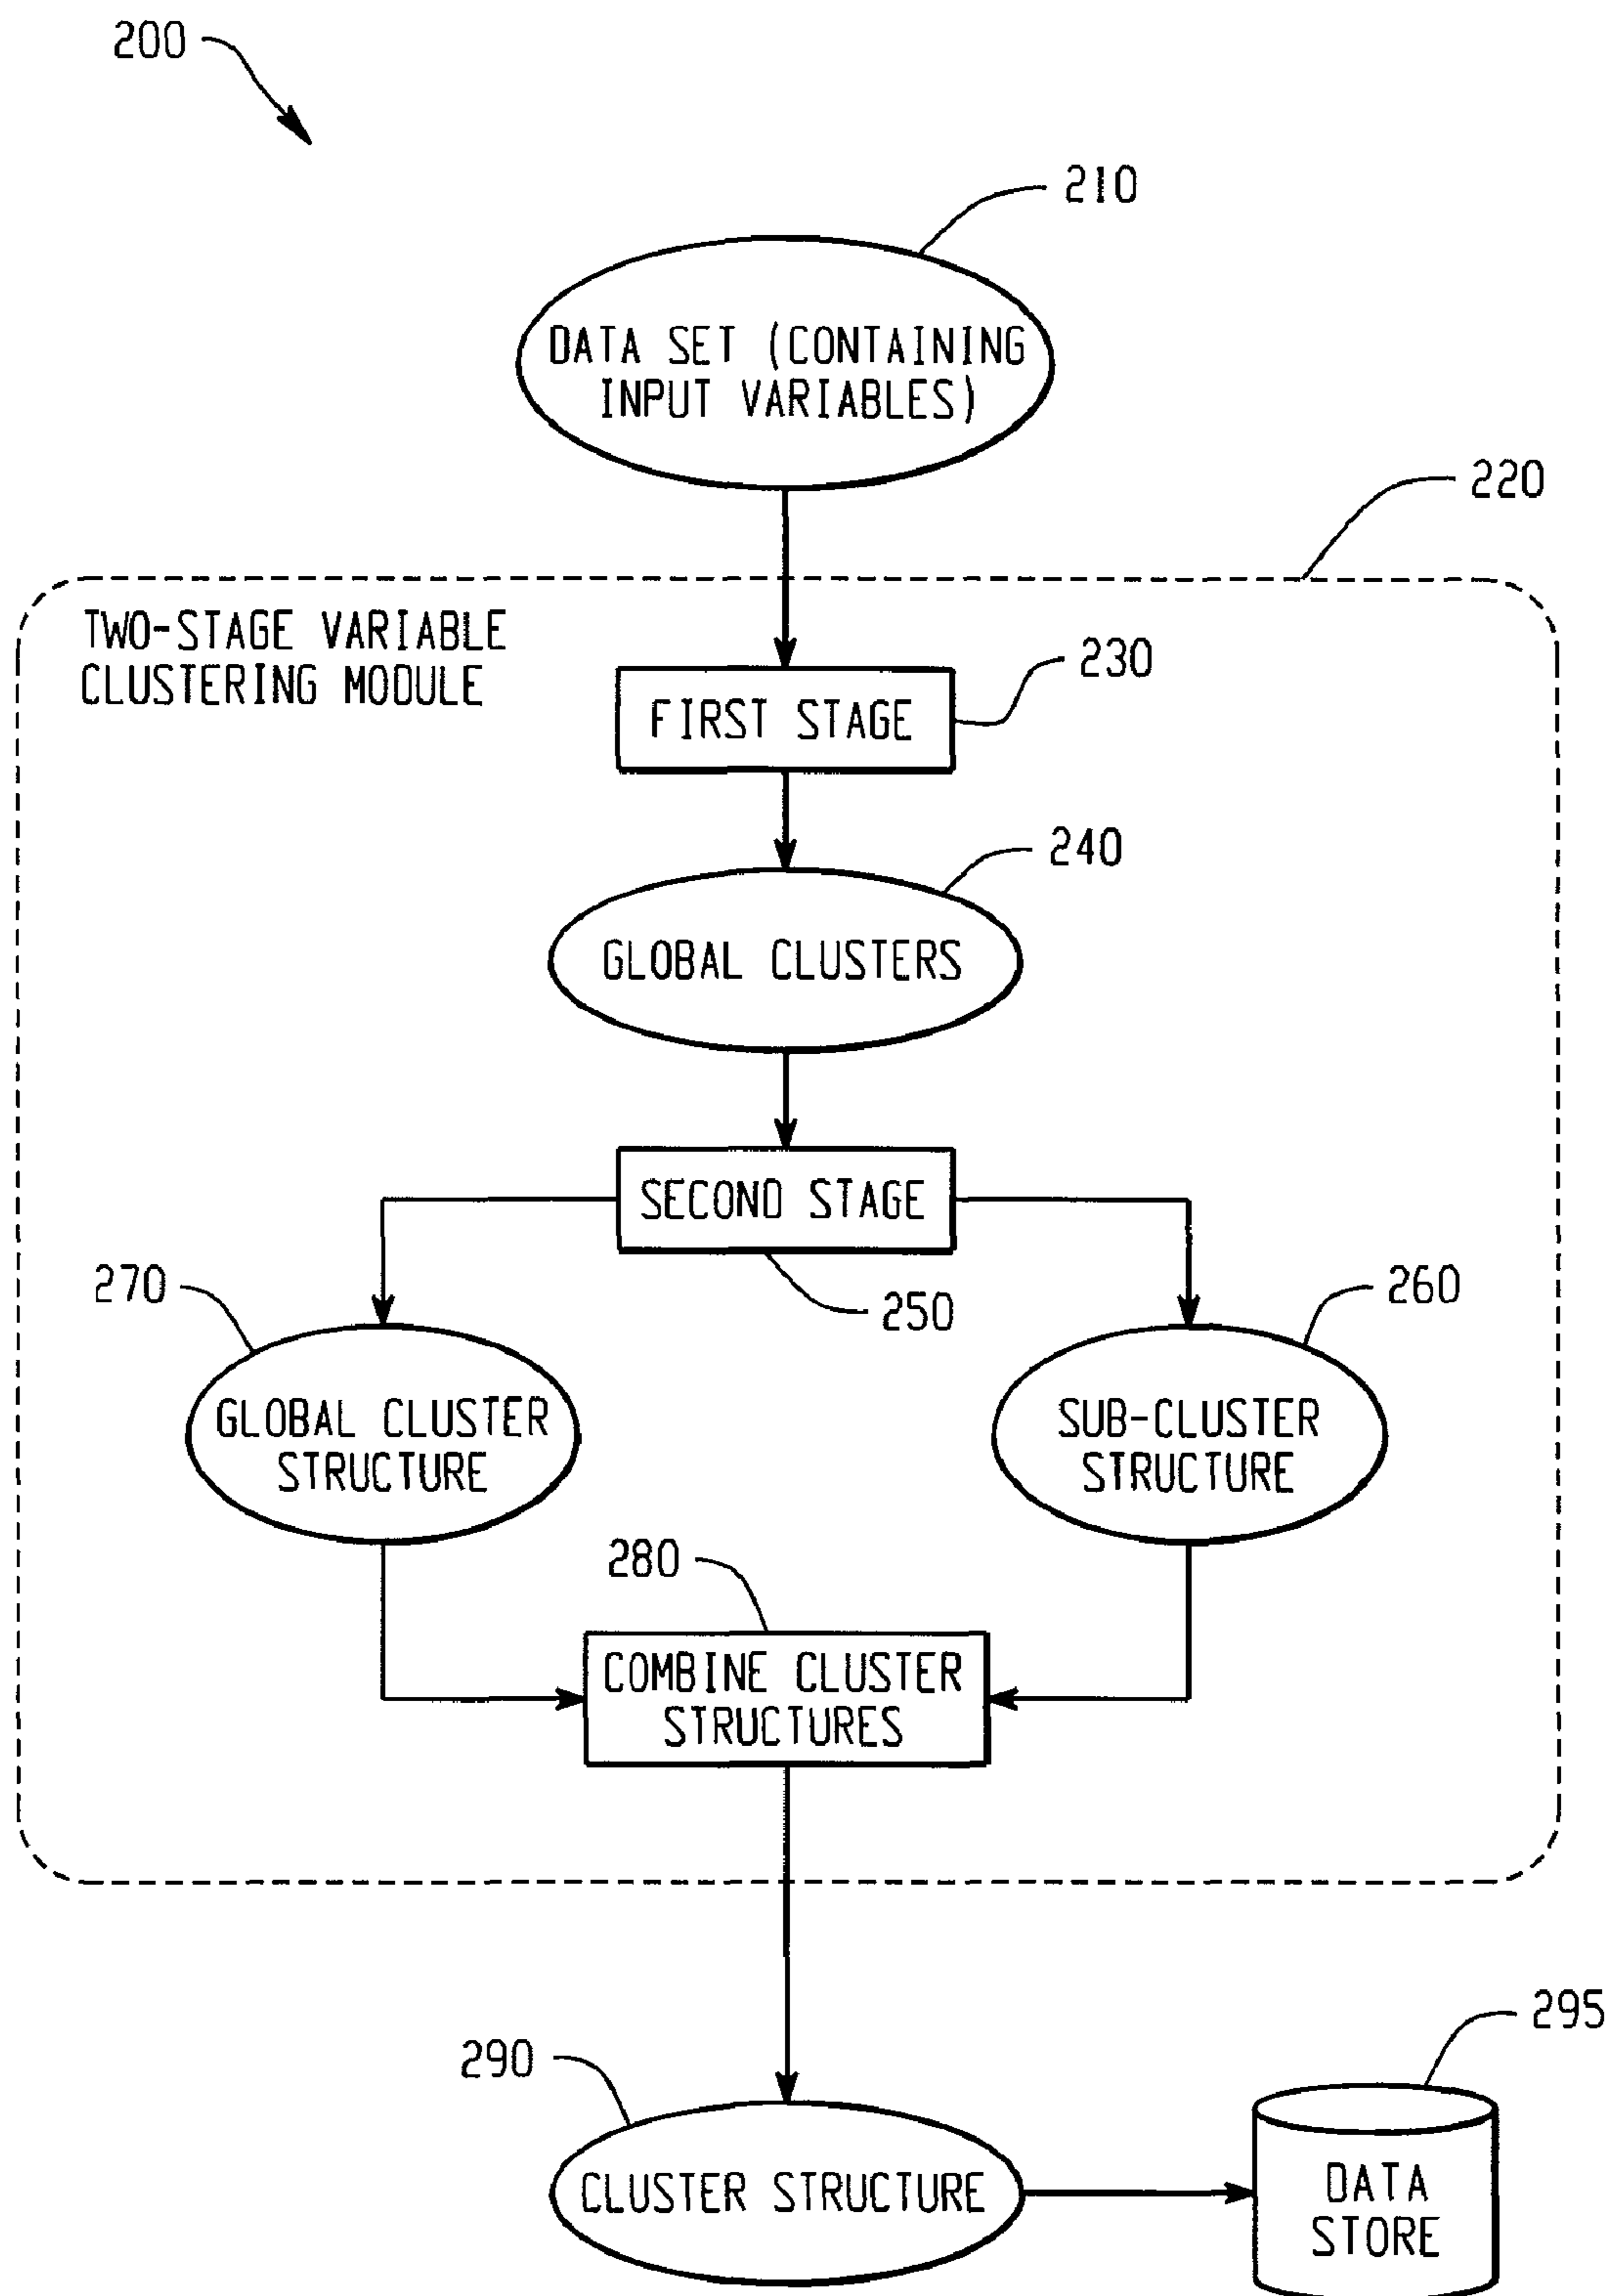 200
210
DATA SET (CONTAINING
INPUT VARIABLES)
220
TWO-STAGE VARIABLE
CLUSTERING MODULE
230
FIRST STAGE
240
GLOBAL CLUSTERS
SECOND STAGE
270
250
260
GLOBAL CLUSTER
STRUCTURE
SUB-CLUSTER
STRUCTURE
280
COMBINE CLUSTER
STRUCTURES
295
290
CLUSTER STRUCTURE
DATA
STORE